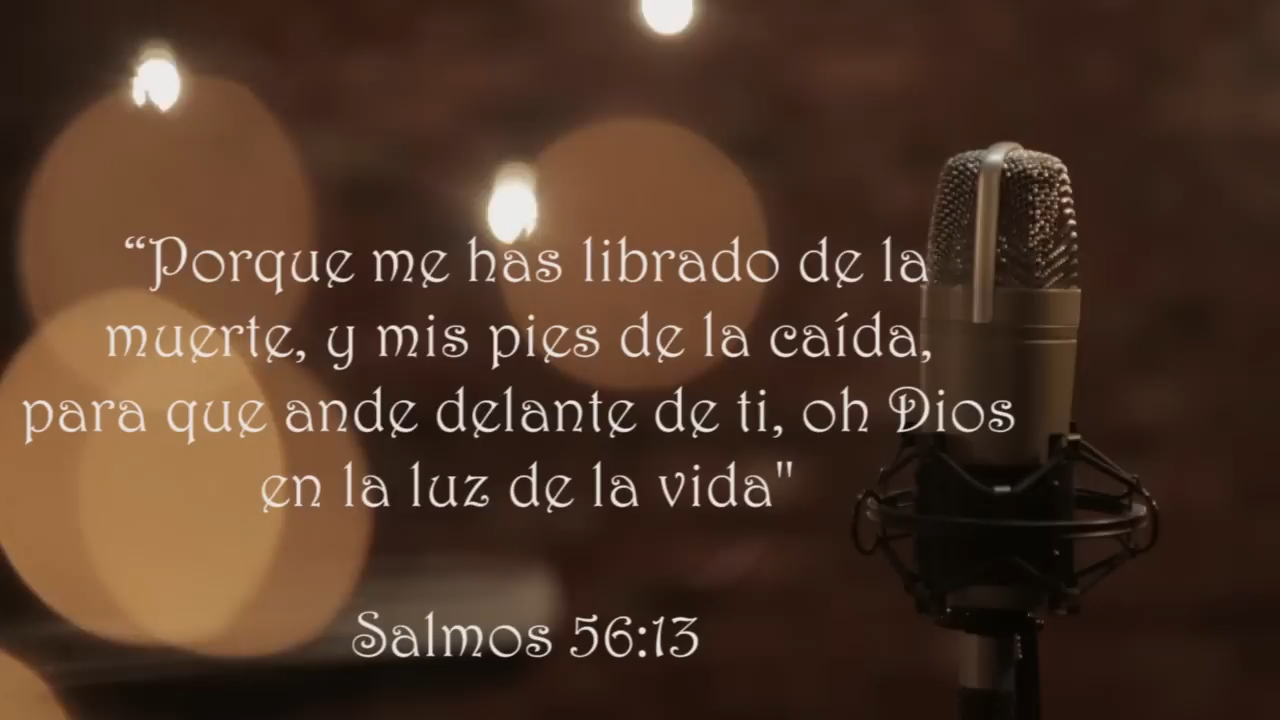 “Porque me has librado de la
muerte, y mis pies de la caída,
para que ande delante de ti, oh Dios
en la luz de la vida"
Salmos 56:13